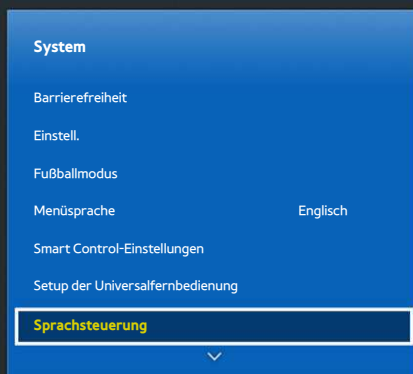 System
Barrierefreiheit
Einstell.
Fußballmodus
Menüsprache Englisch
Smart Control-Einstellungen
Setup der Universalfernbedienung
Sprachsteuerung